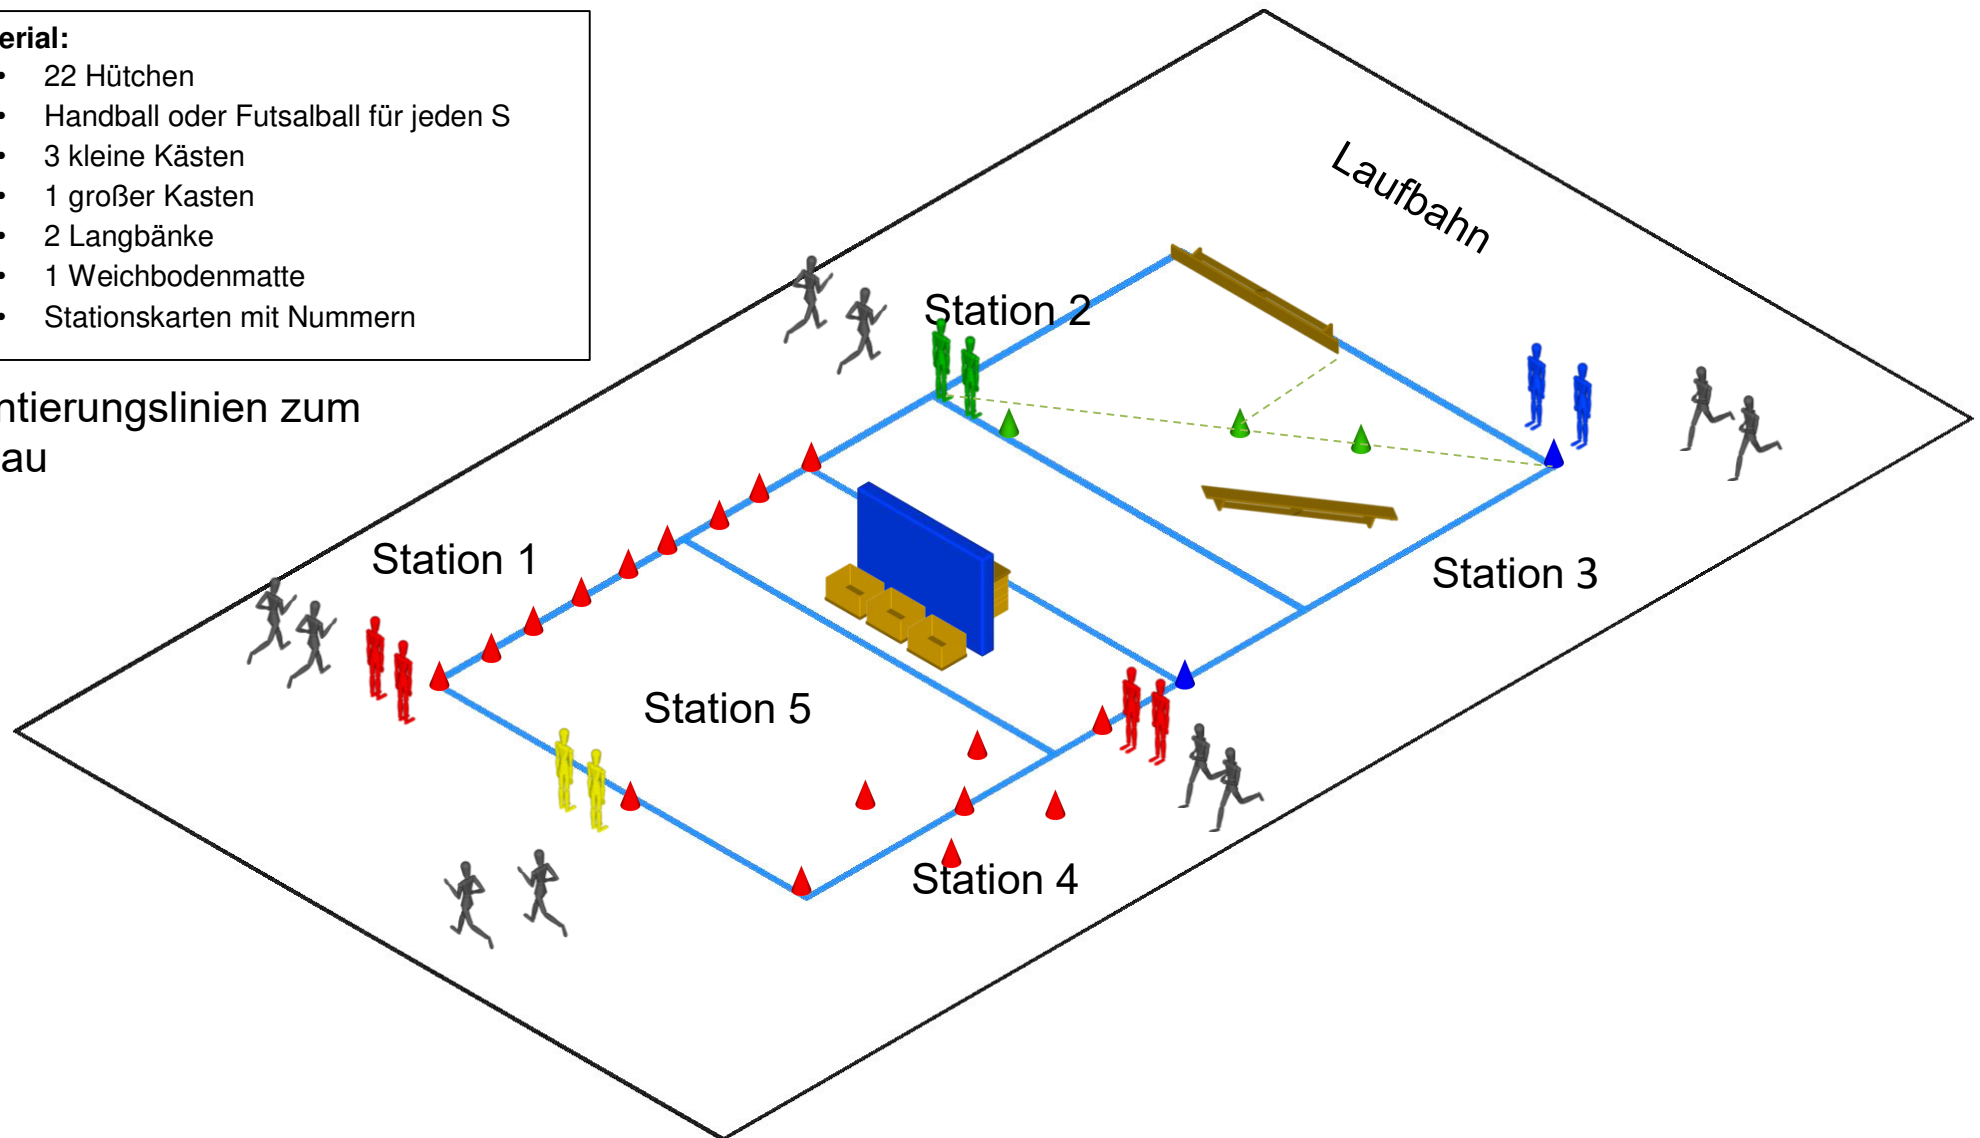 erial:
• 22 Hütchen
• Handball oder Futsalball für jeden S
• 3 kleine Kästen
• 1 großer Kasten
• 2 Langbänke
• 1 Weichbodenmatte
• Stationskarten mit Nummern
ntierungslinien zum
au
Laufbahn
Station 2
Station 1
Station 3
Station 5
Station 4